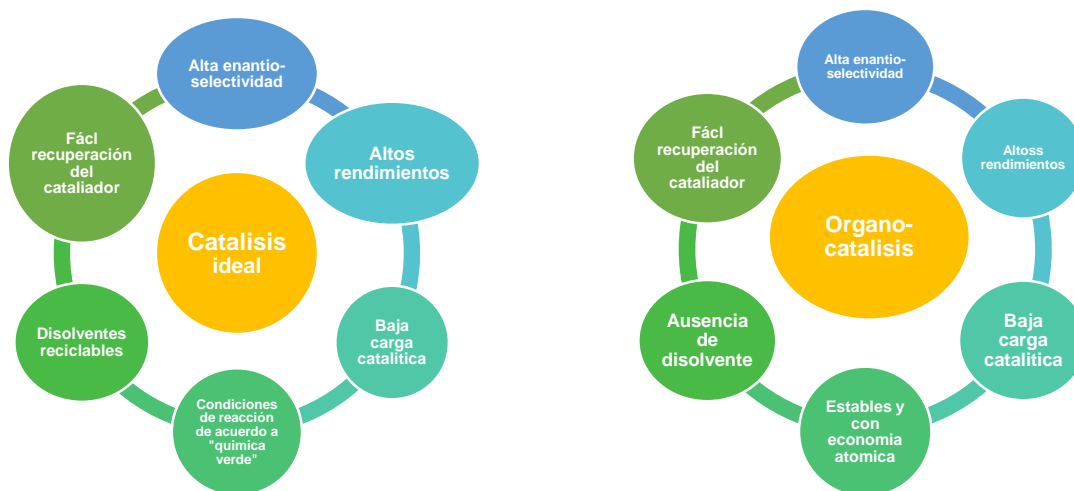 Alta enantio-
selectividad
Altos
rendimientos
Baja
carga
catalitica
Condiciones
de reacción
de acuerdo a
"quimica
verde"
Disolventes
reciclables
Fácl
recuperación
del
cataliador
Catalisis
ideal
Alta enantio-
selectividad
Altoss
rendimientos
Baja
carga
catalitica
Estables y
con
economia
atomica
Ausencia
de
disolvente
Fácl
recuperación
del
cataliador
Organo-
catalisis